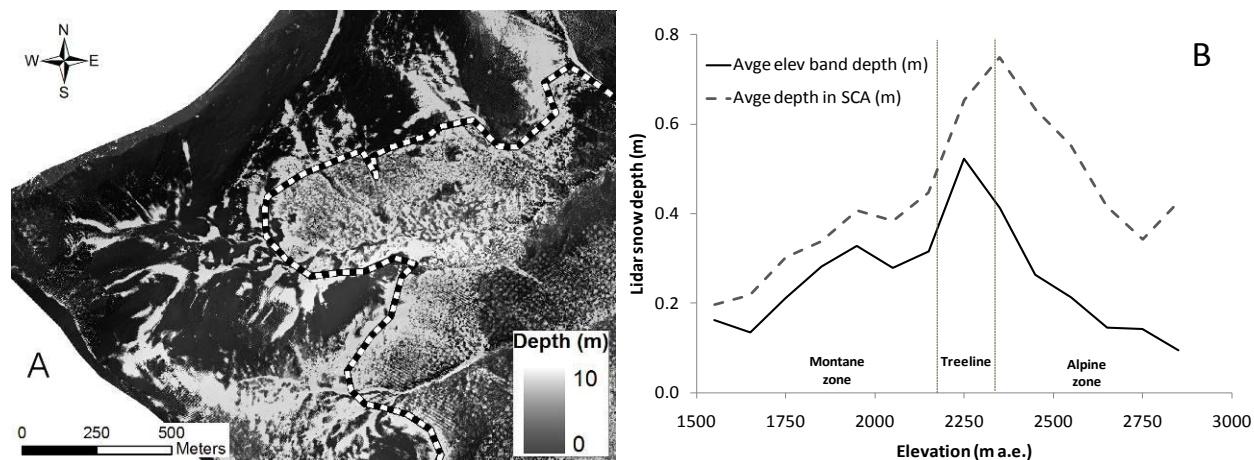 N
W E
S
A
0 250 500
Meters
Depth (m)
10
0
B
Avge elev band depth (m)
Avge depth in SCA (m)
Lidar snow depth (m)
0.8
0.6
0.4
0.2
0.0
Montane
zone
Treeline
Alpine
zone
1500 1750 2000 2250 2500 2750 3000
Elevation (m a.e.)